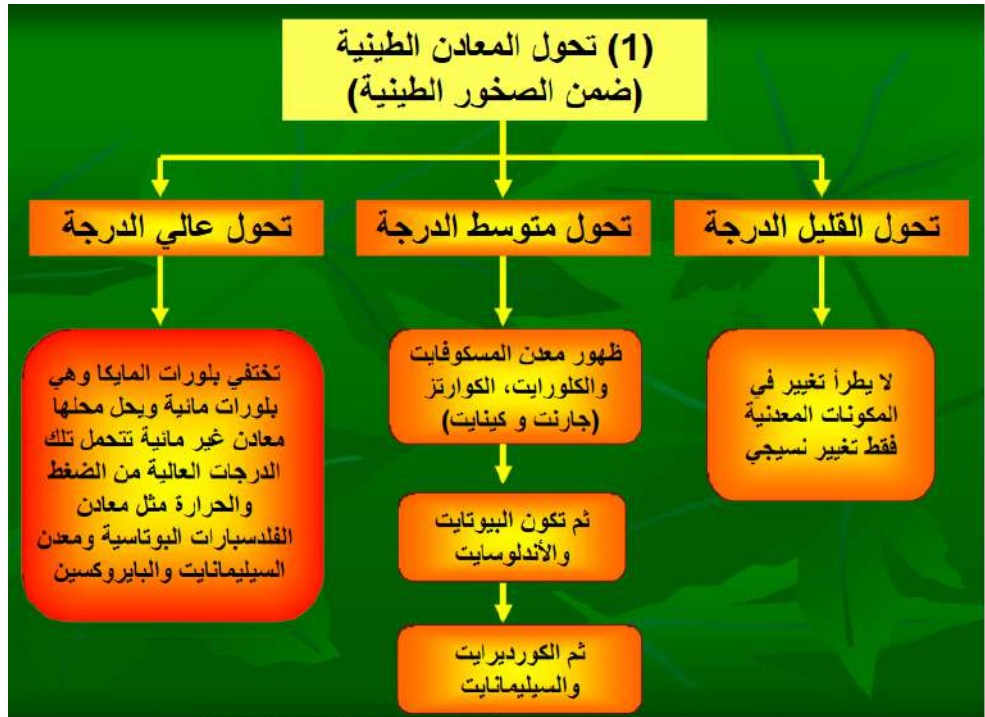 (1) تحول المعادن الطينية
(ضمن الصخور الطينية)
تحول القليل الدرجة
تحول متوسط الدرجة
تحول عالي الدرجة
لا يطرأ تغيير في
المكونات المعدنية
فقط تغيير نسيجي
ظهور معدن المسكوفايت
والكلورايت، الكوارتز
(جارنت و كينايت)
ثم تكون البيوتايت
والأندلوسايت
ثم الكورديرايت
والسيليمانايت
تختفي بلورات المايكا وهي
بلورات مائية ويحل محلها
معادن غير مائية تتحمل تلك
الدرجات العالية من الضغط
والحرارة مثل معادن
الفلدسبارات البوتاسية ومعدن
السيليمانايت والبايروكسين